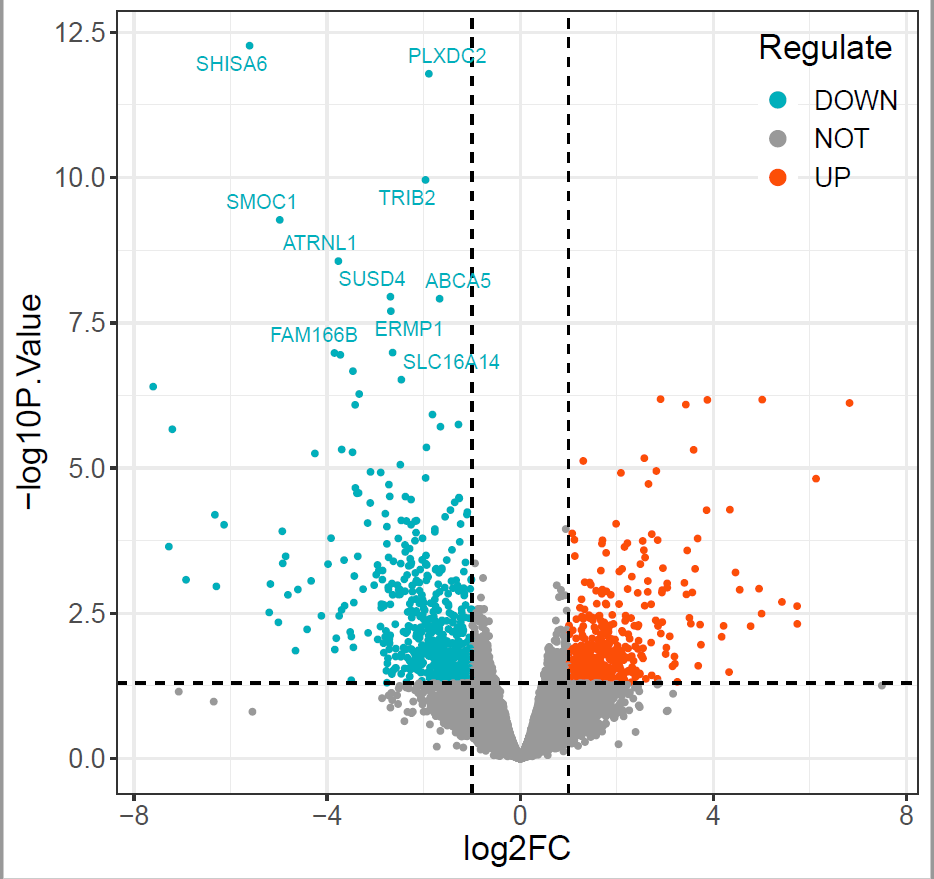 12.5
10.0
7.5
5.0
2.5
0.0
−log10P.Value
SHISA6
PLXDC2
TRIB2
SMOC1
ATRNL1
SUSD4
ABCA5
ERMP1
FAM166B
SLC16A14
Regulate
DOWN
NOT
UP
−8 −4 0 4 8
log2FC